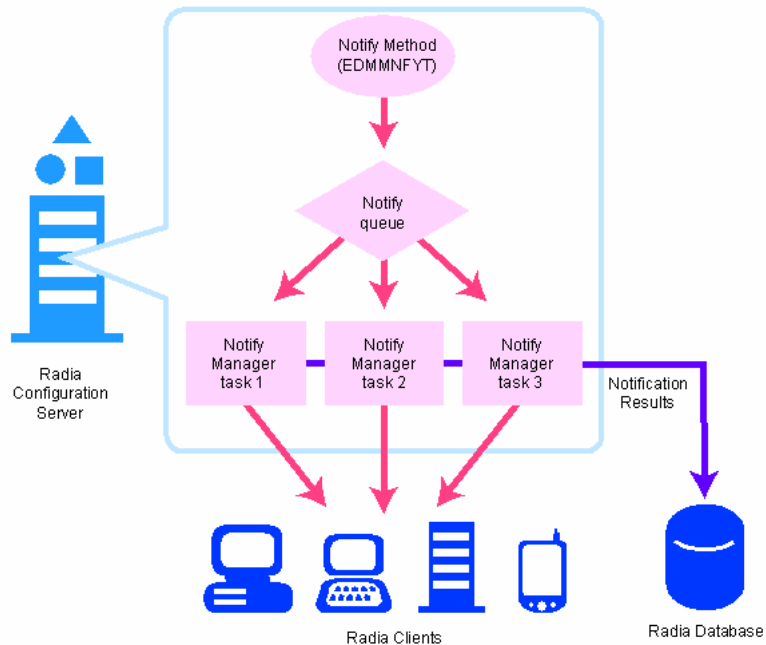 Notify Method
(EDMMNFYT)
Notify
queue
Notify
Manager
task 1
Notify
Manager
task 2
Notify
Manager
task 3
Radia
Configuration
Server
Notification
Results
Radia Clients
Radia Database